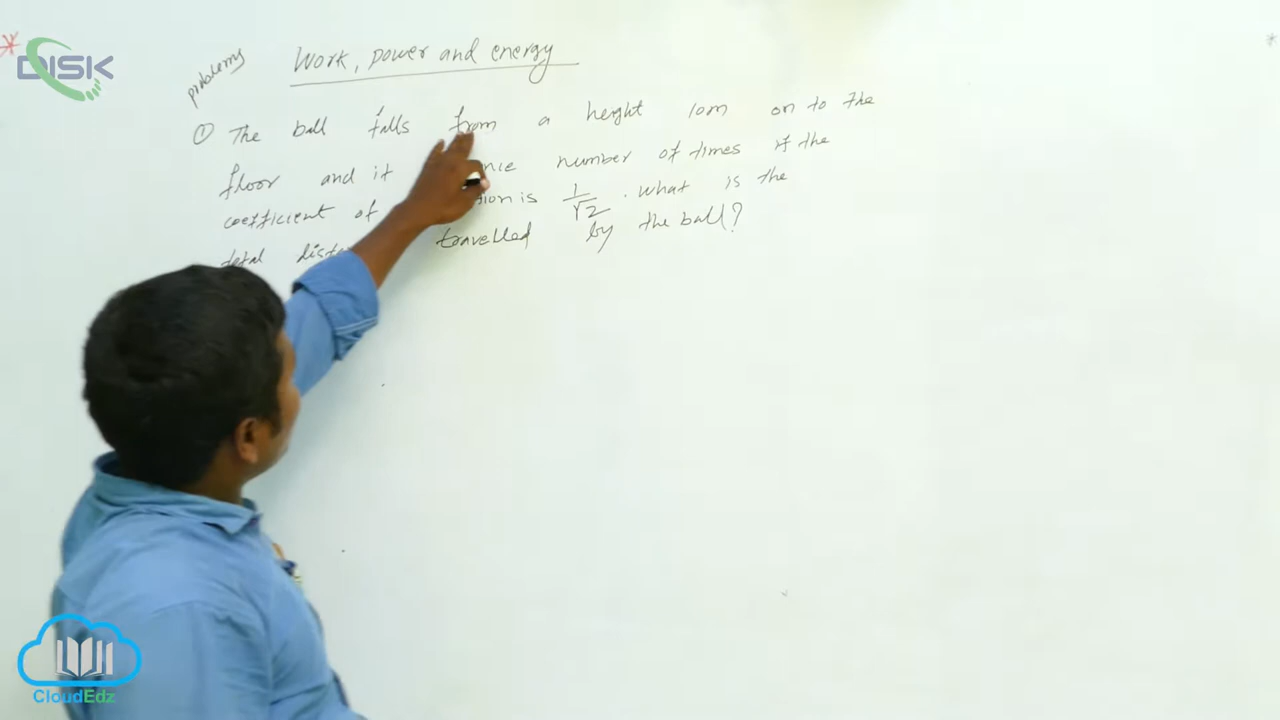 DISK
problems
Work, power and energy
① The ball falls from a height 10m on to the
floor and it number of times if the
coefficient of is 1/√2. What is the
total travelled by the ball?
CloudEdz